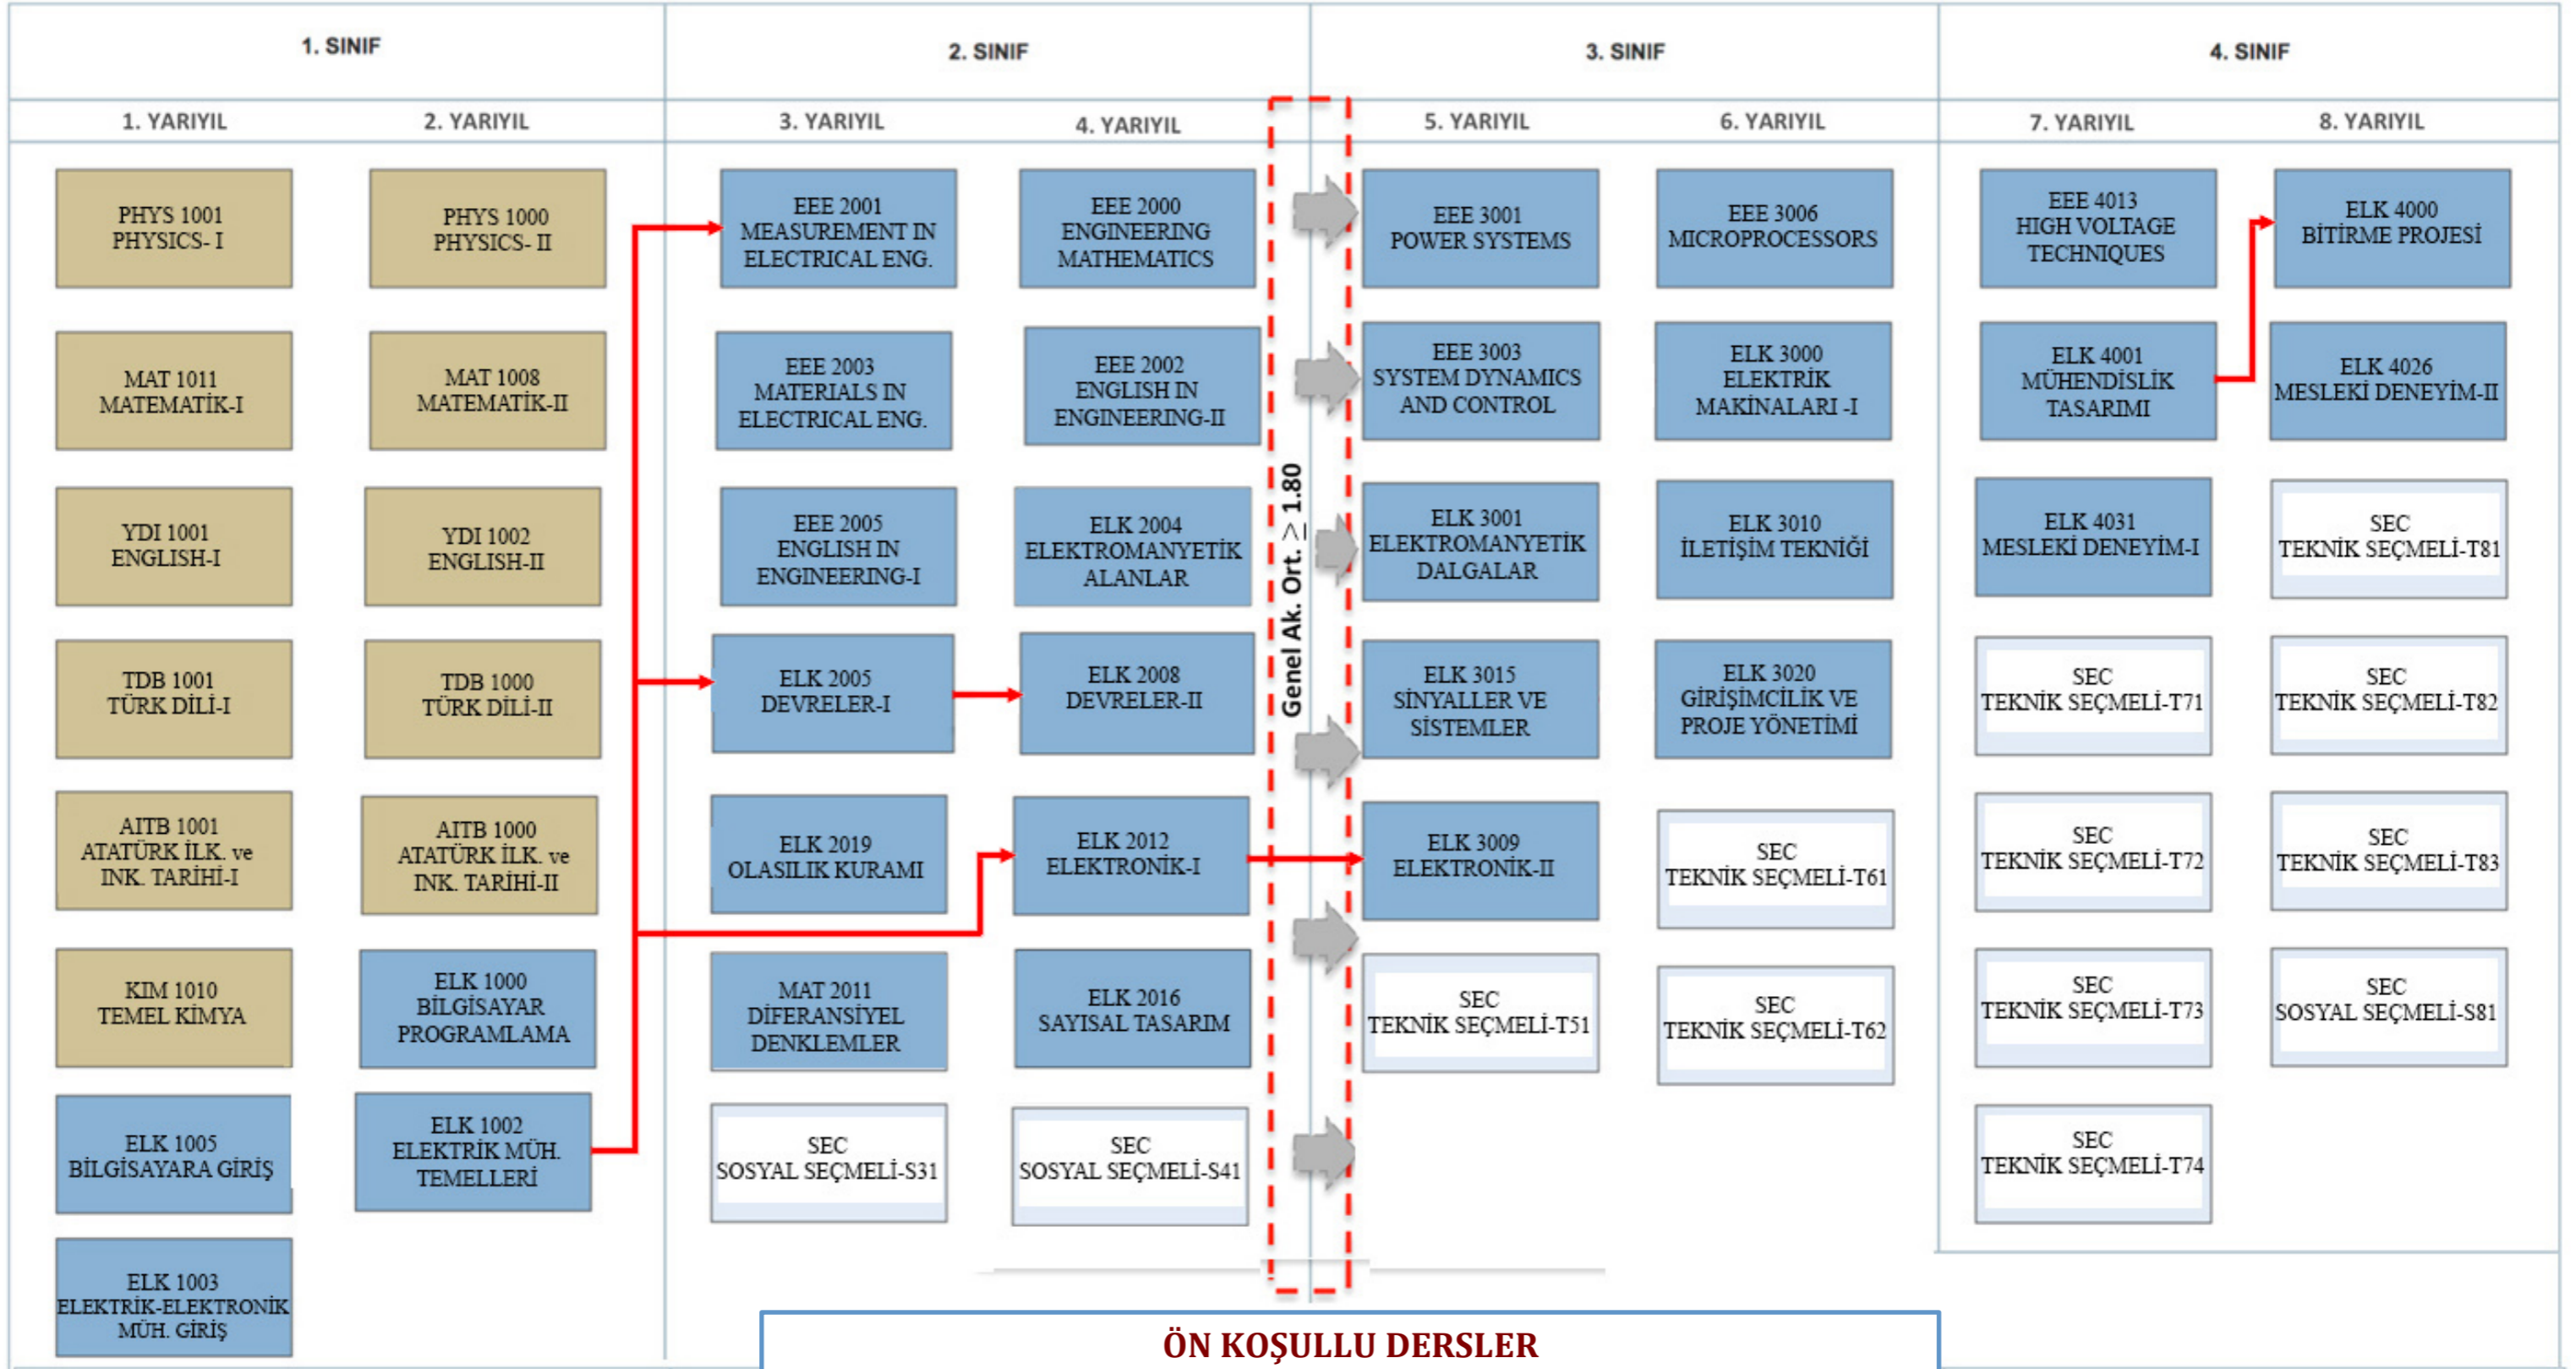 1. SINIF
2. SINIF
3. SINIF
4. SINIF
1. YARIYIL
2. YARIYIL
3. YARIYIL
4. YARIYIL
5. YARIYIL
6. YARIYIL
7. YARIYIL
8. YARIYIL
PHYS 1001
PHYSICS- I
MAT 1011
MATEMATİK-I
YDI 1001
ENGLISH-I
TDB 1001
TÜRK DİLİ-I
AITB 1001
ATATÜRK İLK. ve
INK. TARİHİ-I
KIM 1010
TEMEL KİMYA
ELK 1005
BİLGİSAYARA GİRİŞ
ELK 1003
ELEKTRİK-ELEKTRONİK
MÜH. GİRİŞ
PHYS 1000
PHYSICS- II
MAT 1008
MATEMATİK-II
YDI 1002
ENGLISH-II
TDB 1000
TÜRK DİLİ-II
AITB 1000
ATATÜRK İLK. ve
INK. TARİHİ-II
ELK 1000
BİLGİSAYAR
PROGRAMLAMA
ELK 1002
ELEKTRİK MÜH.
TEMELLERİ
EEE 2001
MEASUREMENT IN
ELECTRICAL ENG.
EEE 2003
MATERIALS IN
ELECTRICAL ENG.
EEE 2005
ENGLISH IN
ENGINEERING-I
ELK 2005
DEVRELER-I
ELK 2019
OLASILIK KURAMI
MAT 2011
DİFERANSİYEL
DENKLEMLER
SEC
SOSYAL SEÇMELİ-S31
EEE 2000
ENGINEERING
MATHEMATICS
EEE 2002
ENGLISH IN
ENGINEERING-II
ELK 2004
ELEKTROMANYETİK
ALANLAR
ELK 2008
DEVRELER-II
ELK 2012
ELEKTRONİK-I
ELK 2016
SAYISAL TASARIM
SEC
SOSYAL SEÇMELİ-S41
Genel Ak. Ort. ≥ 1.80
EEE 3001
POWER SYSTEMS
EEE 3003
SYSTEM DYNAMICS
AND CONTROL
ELK 3001
ELEKTROMANYETİK
DALGALAR
ELK 3015
SİNYALLER VE
SİSTEMLER
ELK 3009
ELEKTRONİK-II
SEC
TEKNİK SEÇMELİ-T51
EEE 3006
MICROPROCESSORS
ELK 3000
ELEKTRİK
MAKİNALARI -I
ELK 3010
İLETİŞİM TEKNİĞİ
ELK 3020
GİRİŞİMCİLİK VE
PROJE YÖNETİMİ
SEC
TEKNİK SEÇMELİ-T61
SEC
TEKNİK SEÇMELİ-T62
EEE 4013
HIGH VOLTAGE
TECHNIQUES
ELK 4001
MÜHENDİSLİK
TASARIMI
ELK 4031
MESLEKİ DENEYİM-I
SEC
TEKNİK SEÇMELİ-T71
SEC
TEKNİK SEÇMELİ-T72
SEC
TEKNİK SEÇMELİ-T73
SEC
TEKNİK SEÇMELİ-T74
ELK 4000
BİTİRME PROJESİ
ELK 4026
MESLEKİ DENEYİM-II
SEC
TEKNİK SEÇMELİ-T81
SEC
TEKNİK SEÇMELİ-T82
SEC
TEKNİK SEÇMELİ-T83
SEC
SOSYAL SEÇMELİ-S81
ÖN KOŞULLU DERSLER